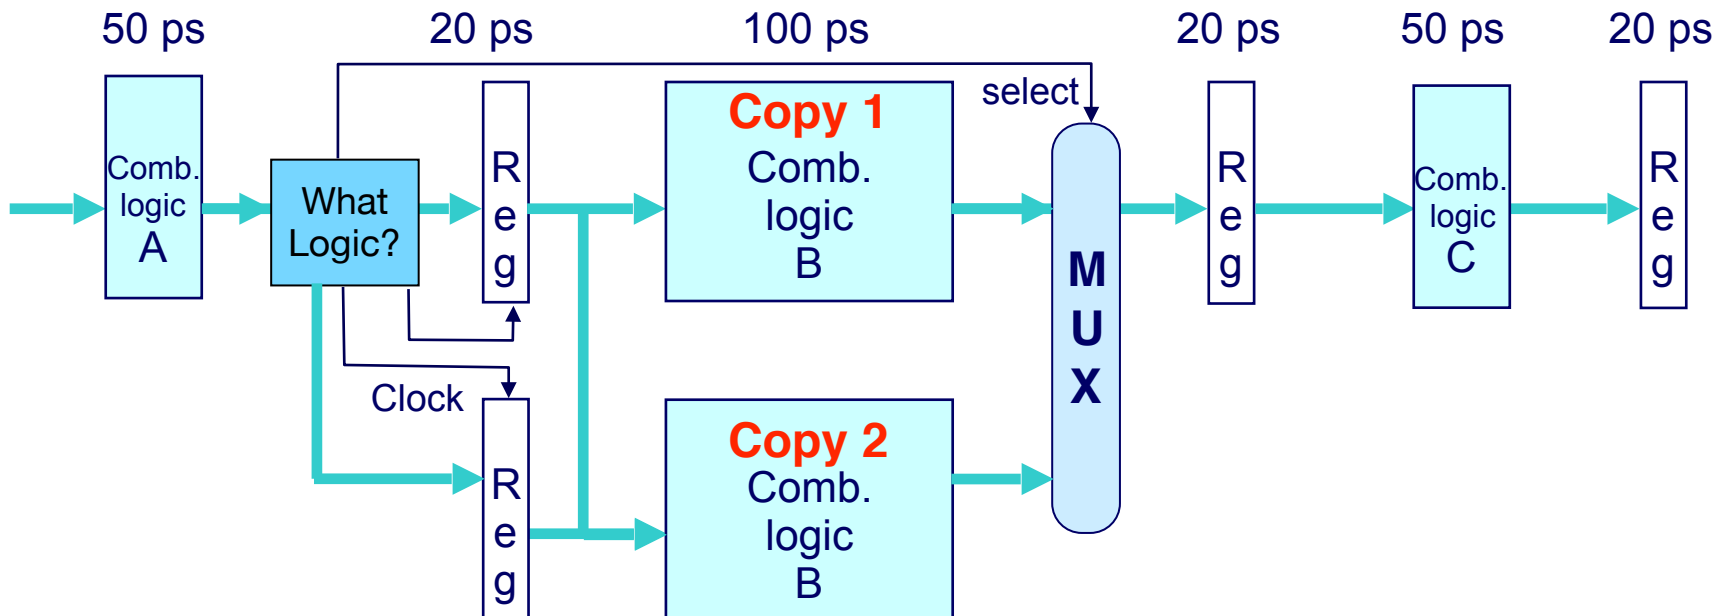 50 ps
20 ps
100 ps
20 ps
50 ps
20 ps
Comb.
logic
A
What
Logic?
R
e
g
Clock
R
e
g
Copy 1
Comb.
logic
B
Copy 2
Comb.
logic
B
select
M
U
X
R
e
g
Comb.
logic
C
R
e
g